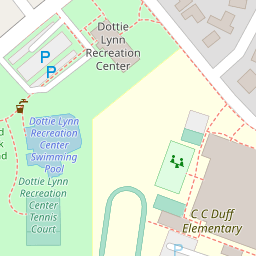 Dottie
Lynn
Recreation
Center
P
P
Dottie Lynn
Recreation
Center
Swimming
Pool
Dottie Lynn
Recreation
Center
Tennis
Court
C C Duff
Elementary